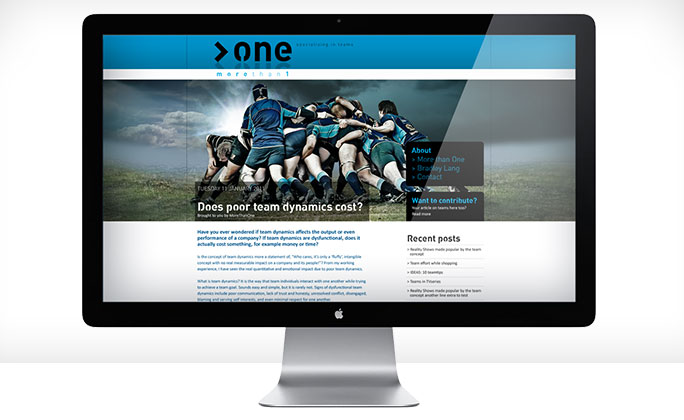 >one
specialising in teams
morethan1
TUESDAY 11 JANUARY 2011
Does poor team dynamics cost?
Brought to you by MoreThanOne
About
> More than One
> Bradley Lang
> Contact
Want to contribute?
Your article on teams here too?
Read more
Have you ever wondered if team dynamics affects the output or even
performance of a company? If team dynamics are dysfunctional, does it
actually cost something, for example money or time?
Is the concept of team dynamics more a statement of, "Who cares, it's only a 'fluffy', intangible
concept with no real measurable impact on a company and its people!"? From my working
experience, I have seen the real quantitative and emotional impact due to poor team dynamics.
What is team dynamics? It is the way that team individuals interact with one another while trying
to achieve a team goal. Sounds easy and simple, but it is rarely not. Signs of dysfunctional team
dynamics include poor communication, lack of trust and honesty, unresolved conflict, disengaged,
blaming and serving self interests, and even minimal respect for one another.
Recent posts
> Reality Shows made popular by the team
concept
> Team effort while shopping
> IDEAS: 10 teamtips
> Teams in Triberres
> Reality Shows made popular by the team
concept another line extra to test